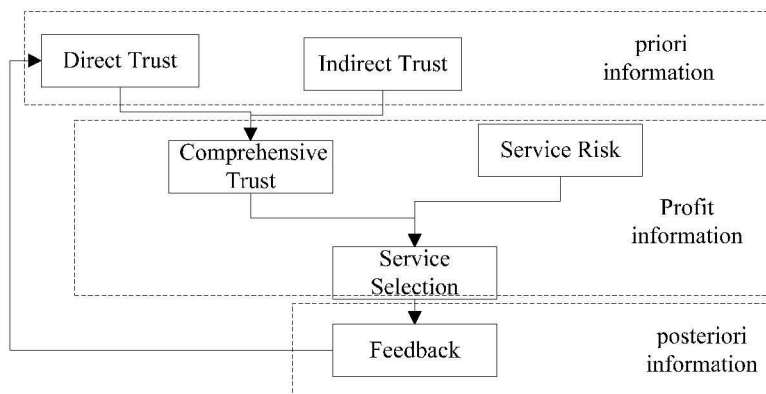 Direct Trust
Indirect Trust
priori
information
Comprehensive
Trust
Service Risk
Profit
information
Service
Selection
Feedback
posteriori
information